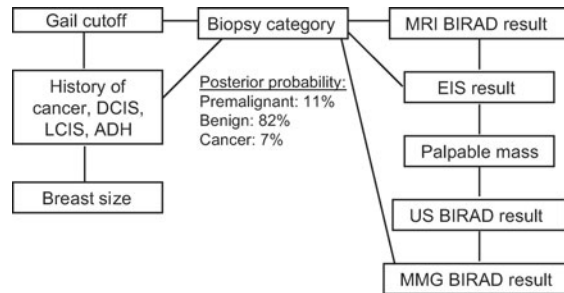 Gail cutoff
Biopsy category
MRI BIRAD result
History of
cancer, DCIS,
LCIS, ADH
Posterior probability:
Premalignant: 11%
Benign: 82%
Cancer: 7%
EIS result
Palpable mass
Breast size
US BIRAD result
MMG BIRAD result